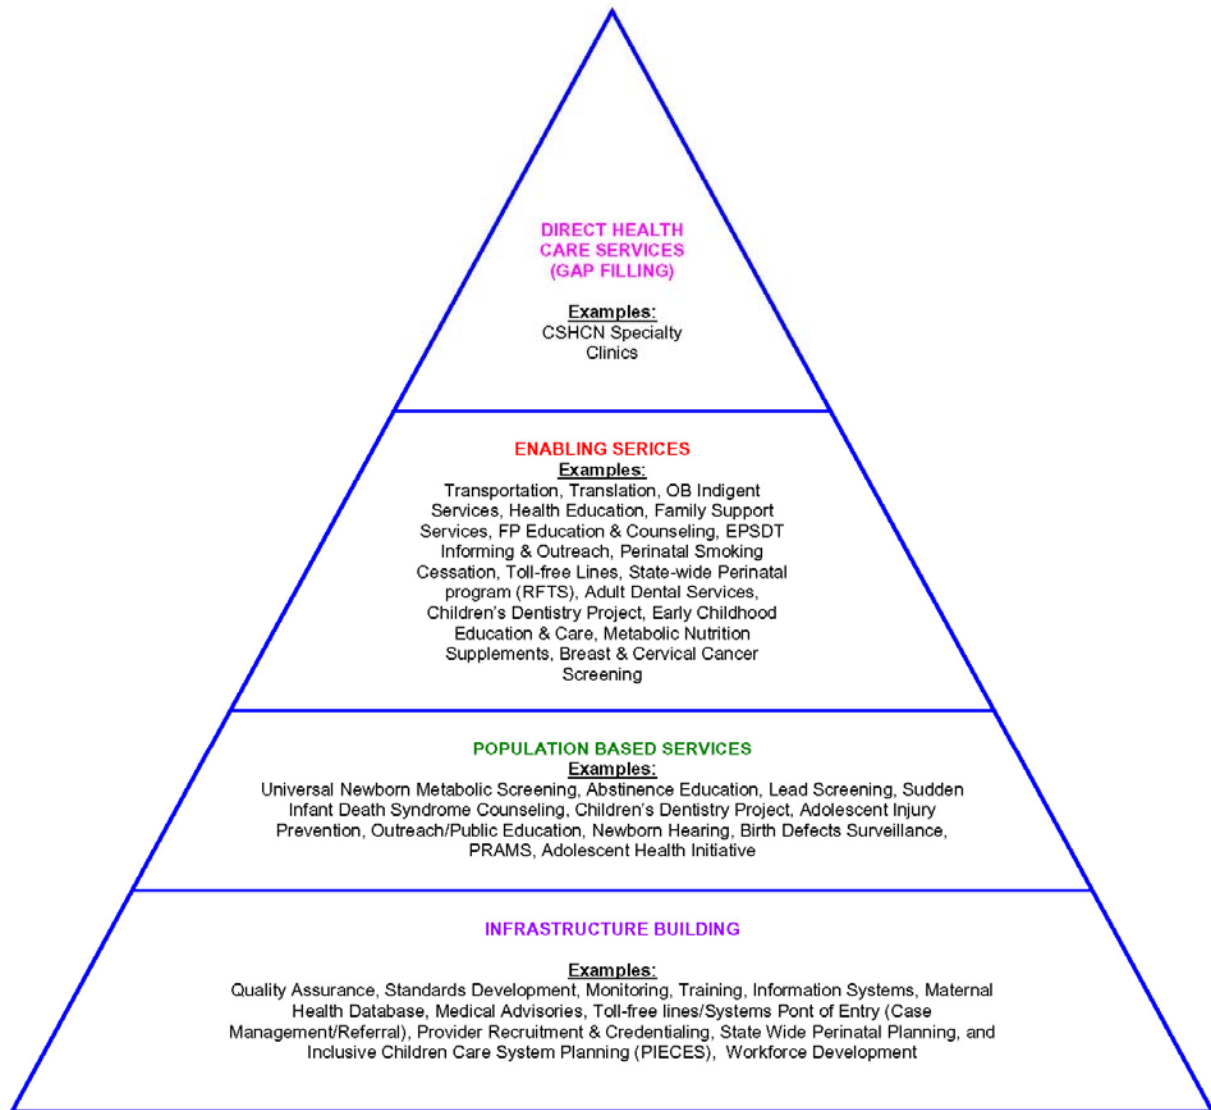 DIRECT HEALTH
CARE SERVICES
(GAP FILLING)
Examples:
CSHCN Specialty
Clinics
ENABLING SERICES
Examples:
Transportation, Translation, OB Indigent
Services, Health Education, Family Support
Services, FP Education & Counseling, EPSDT
Informing & Outreach, Perinatal Smoking
Cessation, Toll-free Lines, State-wide Perinatal
program (RFTS), Adult Dental Services,
Children's Dentistry Project, Early Childhood
Education & Care, Metabolic Nutrition
Supplements, Breast & Cervical Cancer
Screening
POPULATION BASED SERVICES
Examples:
Universal Newborn Metabolic Screening, Abstinence Education, Lead Screening, Sudden
Infant Death Syndrome Counseling, Children's Dentistry Project, Adolescent Injury
Prevention, Outreach/Public Education, Newborn Hearing, Birth Defects Surveillance,
PRAMS, Adolescent Health Initiative
INFRASTRUCTURE BUILDING
Examples:
Quality Assurance, Standards Development, Monitoring, Training, Information Systems, Maternal
Health Database, Medical Advisories, Toll-free lines/Systems Pont of Entry (Case
Management/Referral), Provider Recruitment & Credentialing, State Wide Perinatal Planning, and
Inclusive Children Care System Planning (PIECES),  Workforce Development